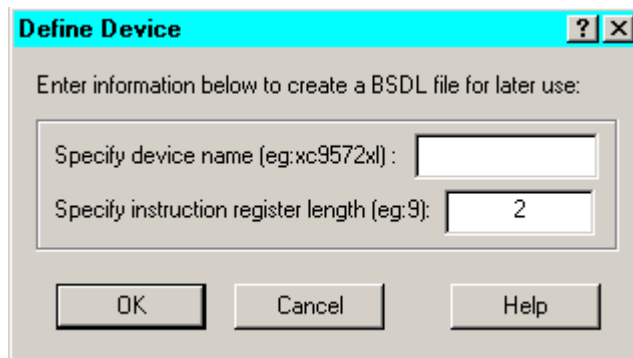 Define Device
Enter information below to create a BSDL file for later use:
Specify device name (eg:xc9572xl) :
Specify instruction register length (eg:9): 2
OK Cancel Help